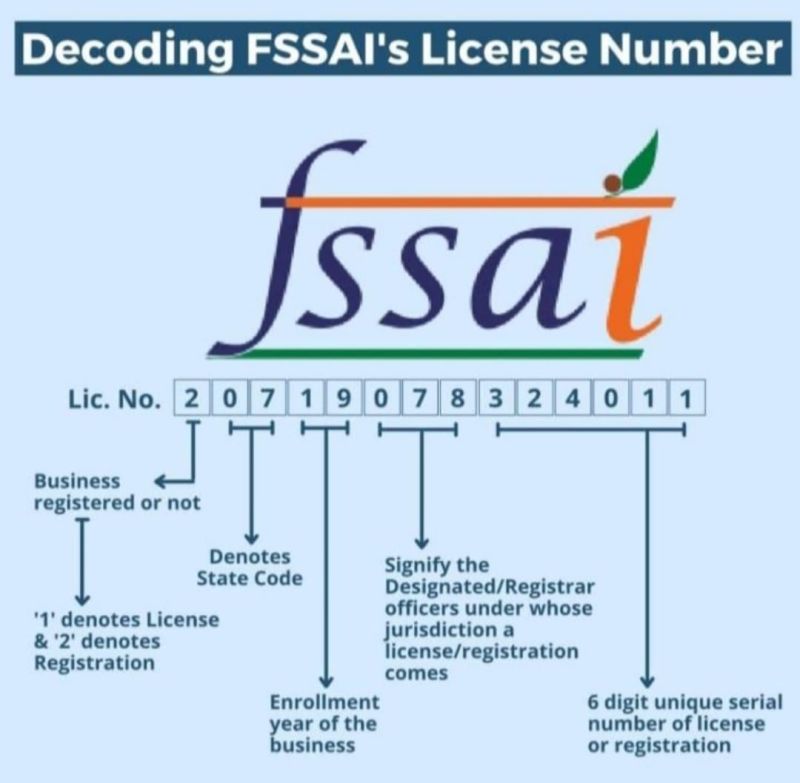 Decoding FSSAI's License Number
fssai
Lic. No. 2 0 7 1 9 0 7 8 3 2 4 0 1 1
Business
registered or not
'1' denotes License
& '2' denotes
Registration
Denotes
State Code
Enrollment
year of the
business
Signify the
Designated/Registrar
officers under whose
jurisdiction a
license/registration
comes
6 digit unique serial
number of license
or registration